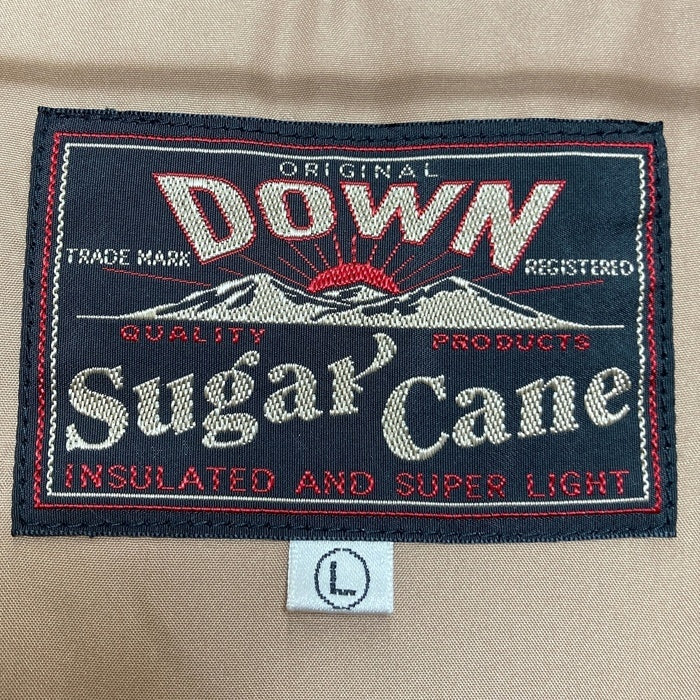 ORIGINAL
DOWN
TRADE MARK REGISTERED
QUALITY PRODUCTS
Sugar Cane
INSULATED AND SUPER LIGHT
L